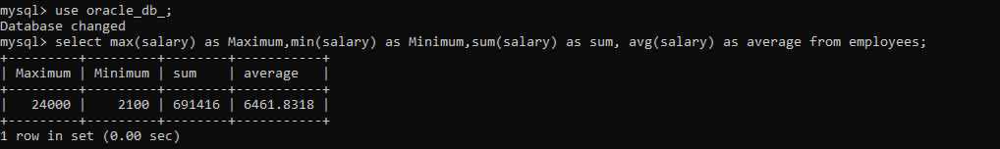 mysql> use oracle_db_;
Database changed
mysql> select max(salary) as Maximum,min(salary) as Minimum,sum(salary) as sum, avg(salary) as average from employees;
+---------+---------+--------+-----------+
| Maximum | Minimum | sum    | average   |
+---------+---------+--------+-----------+
|   24000 |    2100 | 691416 | 6461.8318 |
+---------+---------+--------+-----------+
1 row in set (0.00 sec)